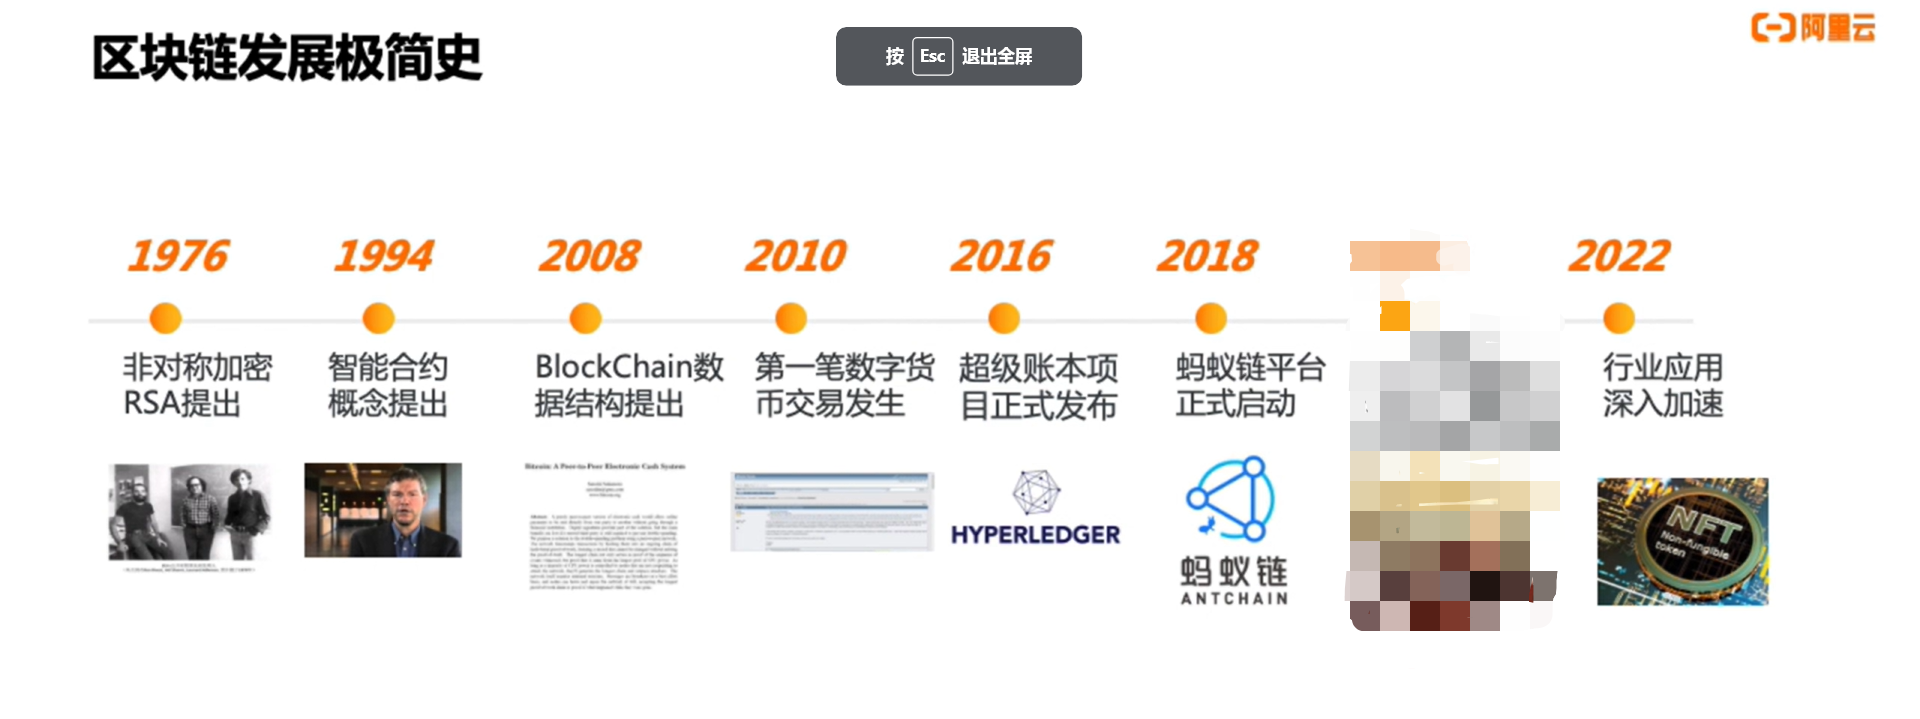 区块链发展极简史
按 Esc 退出全屏
阿里云
1976
1994
2008
2010
2016
2018
2022
非对称加密
RSA提出
智能合约
概念提出
BlockChain数
据结构提出
第一笔数字货
币交易发生
超级账本项
目正式发布
蚂蚁链平台
正式启动
行业应用
深入加速
Bitcoin: A Peer-to-Peer Electronic Cash System
HYPERLEDGER
蚂蚁链
ANTCHAIN
NFT
Non-fungible
token